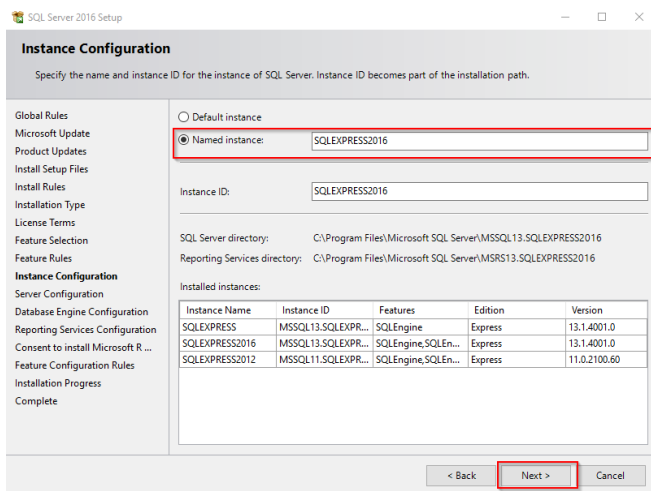 SQL Server 2016 Setup
Instance Configuration
Specify the name and instance ID for the instance of SQL Server. Instance ID becomes part of the installation path.
Global Rules
Microsoft Update
Product Updates
Install Setup Files
Install Rules
Installation Type
License Terms
Feature Selection
Feature Rules
Instance Configuration
Server Configuration
Database Engine Configuration
Reporting Services Configuration
Consent to install Microsoft R ...
Feature Configuration Rules
Installation Progress
Complete
Default instance
Named instance: SQLEXPRESS2016
Instance ID: SQLEXPRESS2016
SQL Server directory: C:\Program Files\Microsoft SQL Server\MSSQL13.SQLEXPRESS2016
Reporting Services directory: C:\Program Files\Microsoft SQL Server\MSRS13.SQLEXPRESS2016
Installed instances:
Instance Name Instance ID Features Edition Version
SQLEXPRESS MSSQL13.SQLEXPR... SQLEngine Express 13.1.4001.0
SQLEXPRESS2016 MSSQL13.SQLEXPR... SQLEngine,SQLEn... Express 13.1.4001.0
SQLEXPRESS2012 MSSQL11.SQLEXPR... SQLEngine,SQLEn... Express 11.0.2100.60
< Back Next > Cancel